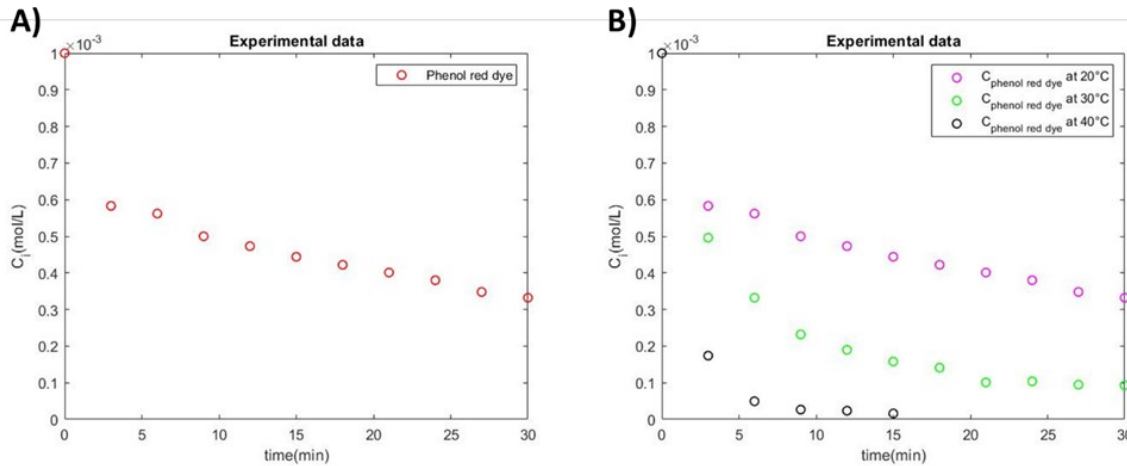 A)
×10⁻³
Experimental data
Phenol red dye
1
0.9
0.8
0.7
0.6
0.5
0.4
0.3
0.2
0.1
0
C_i(mol/L)
0 5 10 15 20 25 30
time(min)
B)
×10⁻³
Experimental data
C_phenol red dye at 20°C
C_phenol red dye at 30°C
C_phenol red dye at 40°C
1
0.9
0.8
0.7
0.6
0.5
0.4
0.3
0.2
0.1
0
C_i(mol/L)
0 5 10 15 20 25 30
time(min)